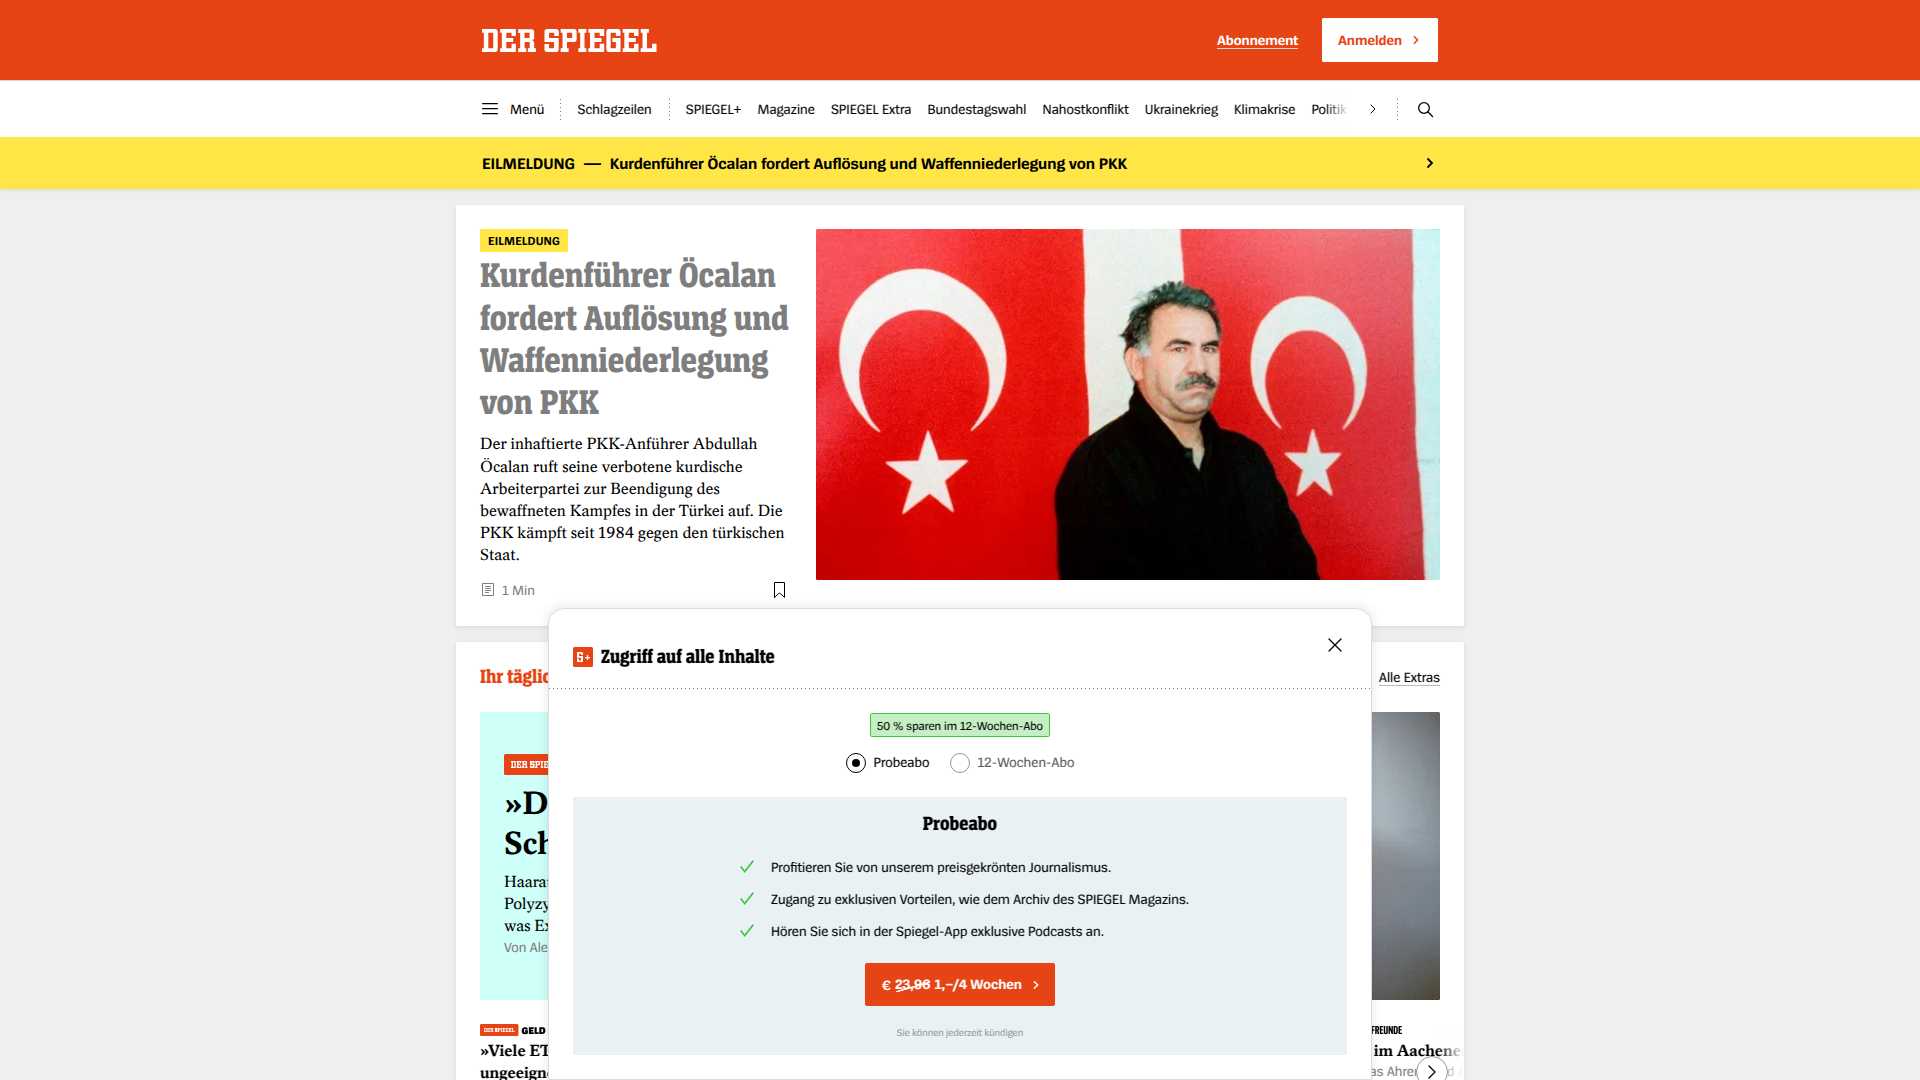 DER SPIEGEL
Abonnement
Anmelden
Menü
Schlagzeilen
SPIEGEL+
Magazine
SPIEGEL Extra
Bundestagswahl
Nahostkonflikt
Ukrainekrieg
Klimakrise
Politik
EILMELDUNG — Kurdenführer Öcalan fordert Auflösung und Waffenniederlegung von PKK
EILMELDUNG
Kurdenführer Öcalan
fordert Auflösung und
Waffenniederlegung
von PKK
Der inhaftierte PKK-Anführer Abdullah
Öcalan ruft seine verbotene kurdische
Arbeiterpartei zur Beendigung des
bewaffneten Kampfes in der Türkei auf. Die
PKK kämpft seit 1984 gegen den türkischen
Staat.
1 Min
Ihr täglic
Alle Extras
S+ Zugriff auf alle Inhalte
50 % sparen im 12-Wochen-Abo
Probeabo
12-Wochen-Abo
Probeabo
Profitieren Sie von unserem preisgekrönten Journalismus.
Zugang zu exklusiven Vorteilen, wie dem Archiv des SPIEGEL Magazins.
Hören Sie sich in der Spiegel-App exklusive Podcasts an.
€ 23,96 1,–/4 Wochen
Sie können jederzeit kündigen
DER SPIE
»D
Sch
Haara
Polyzy
was Ex
Von Ale
DER SPIEGEL GELD
»Viele ET
ungeeign
FREUNDE
im Aachene
as Ahre